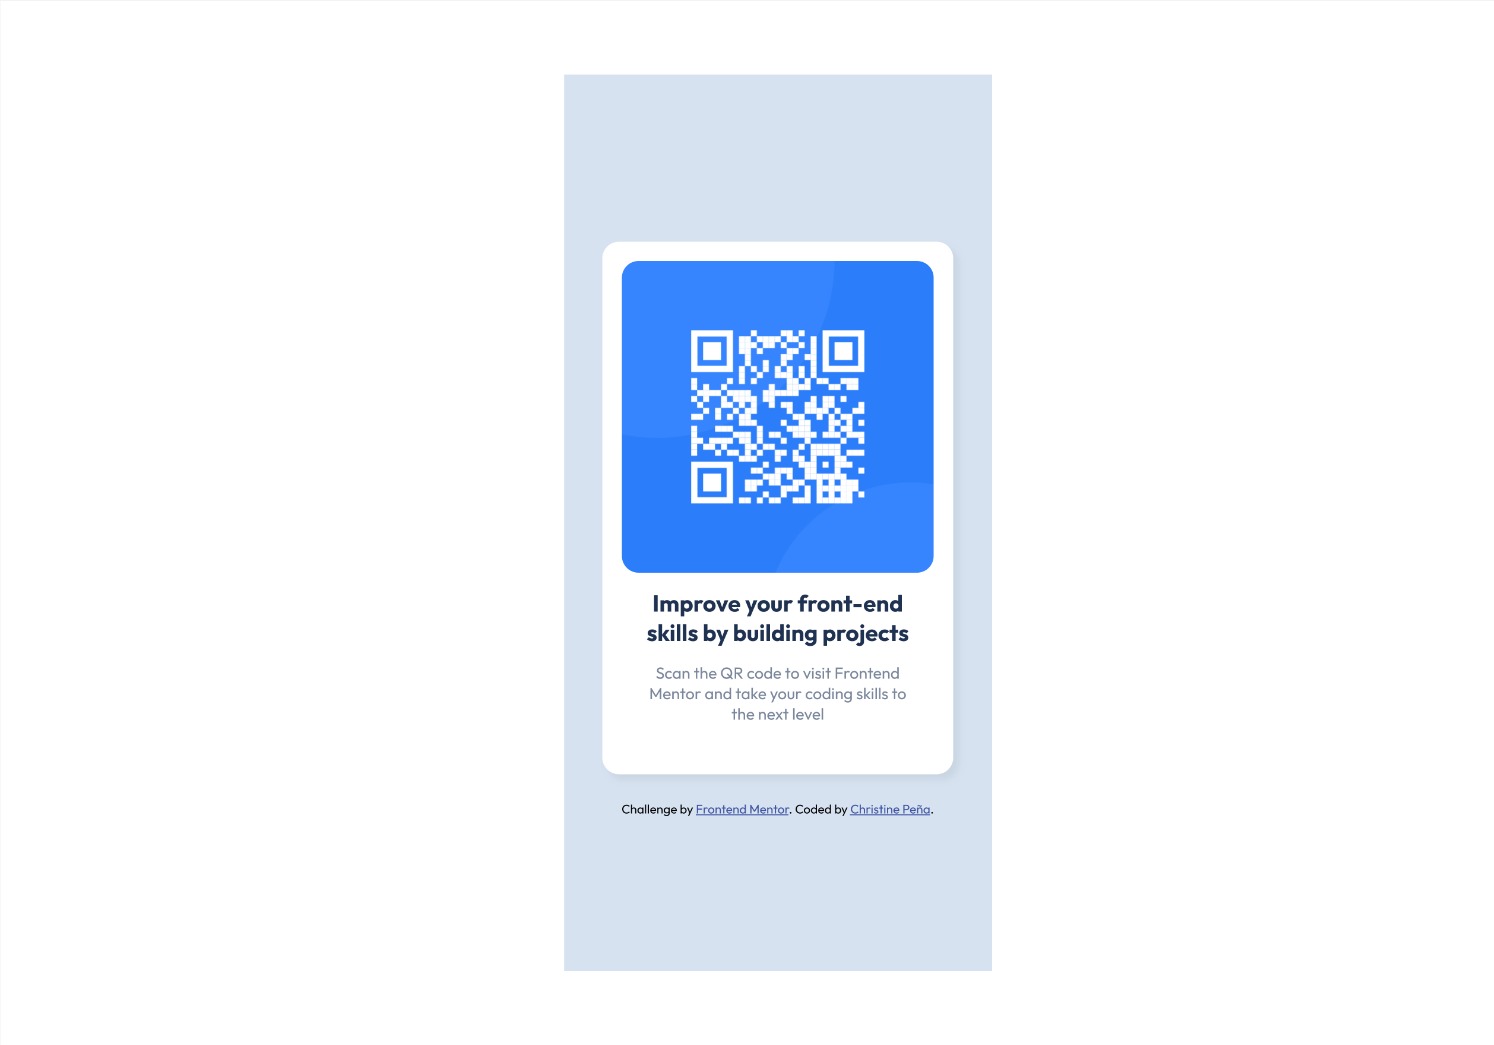 Improve your front-end
skills by building projects
Scan the QR code to visit Frontend
Mentor and take your coding skills to
the next level
Challenge by Frontend Mentor. Coded by Christine Peña.